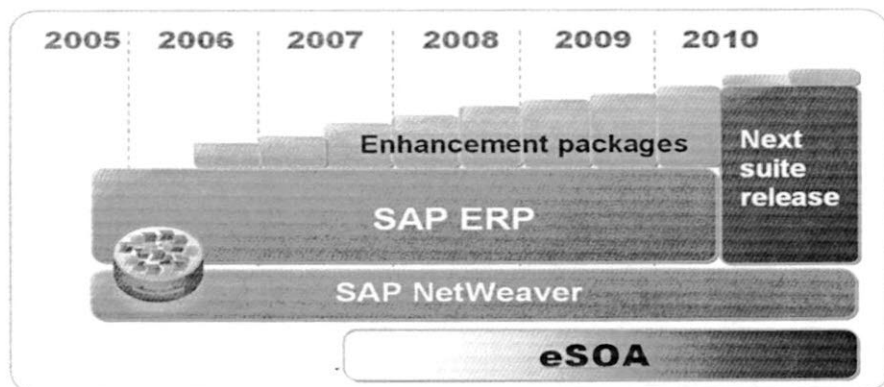 2005 2006 2007 2008 2009 2010
Enhancement packages
Next
suite
release
SAP ERP
SAP NetWeaver
eSOA